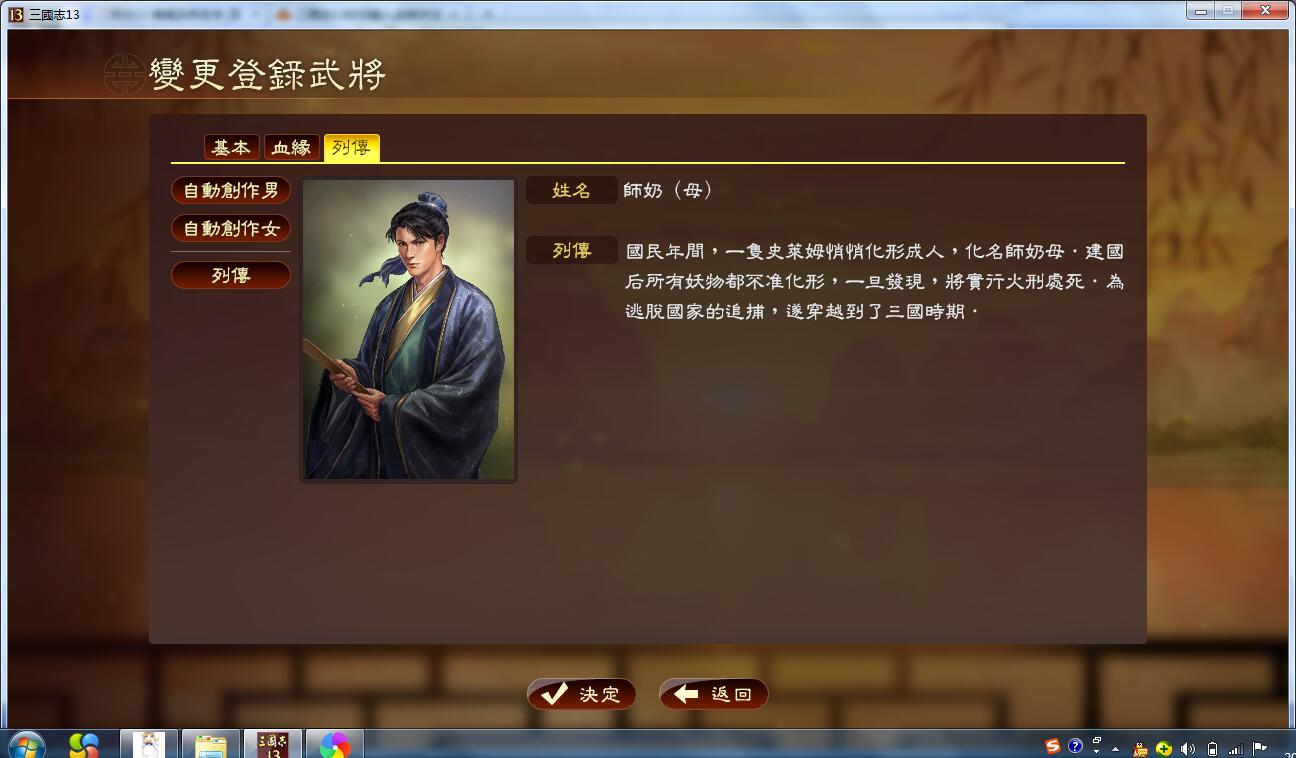 三國志13
變更登録武將
基本 血緣 列傳
自動創作男
自動創作女
列傳
姓名 師奶（母）
列傳 國民年間，一隻史萊姆悄悄化形成人，化名師奶母．建國
后所有妖物都不准化形，一旦發現，將實行火刑處死．為
逃脫國家的追捕，遂穿越到了三國時期．
決定 返回
三國志
13